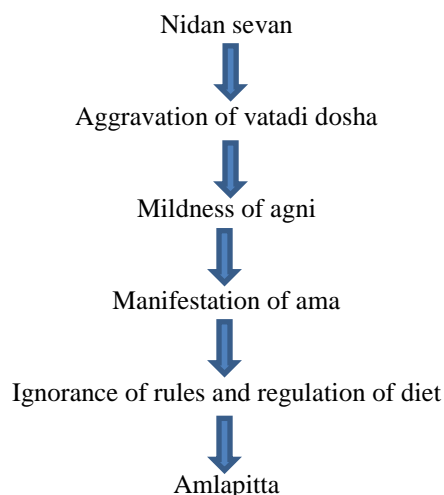 Nidan sevan
Aggravation of vatadi dosha
Mildness of agni
Manifestation of ama
Ignorance of rules and regulation of diet
Amlapitta